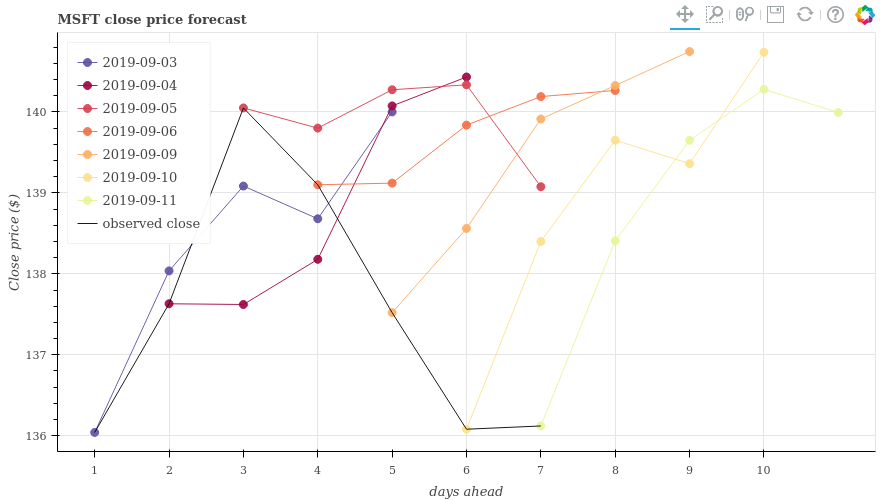 MSFT close price forecast
2019-09-03
2019-09-04
2019-09-05
2019-09-06
2019-09-09
2019-09-10
2019-09-11
observed close
Close price ($)
140
139
138
137
136
1 2 3 4 5 6 7 8 9 10
days ahead